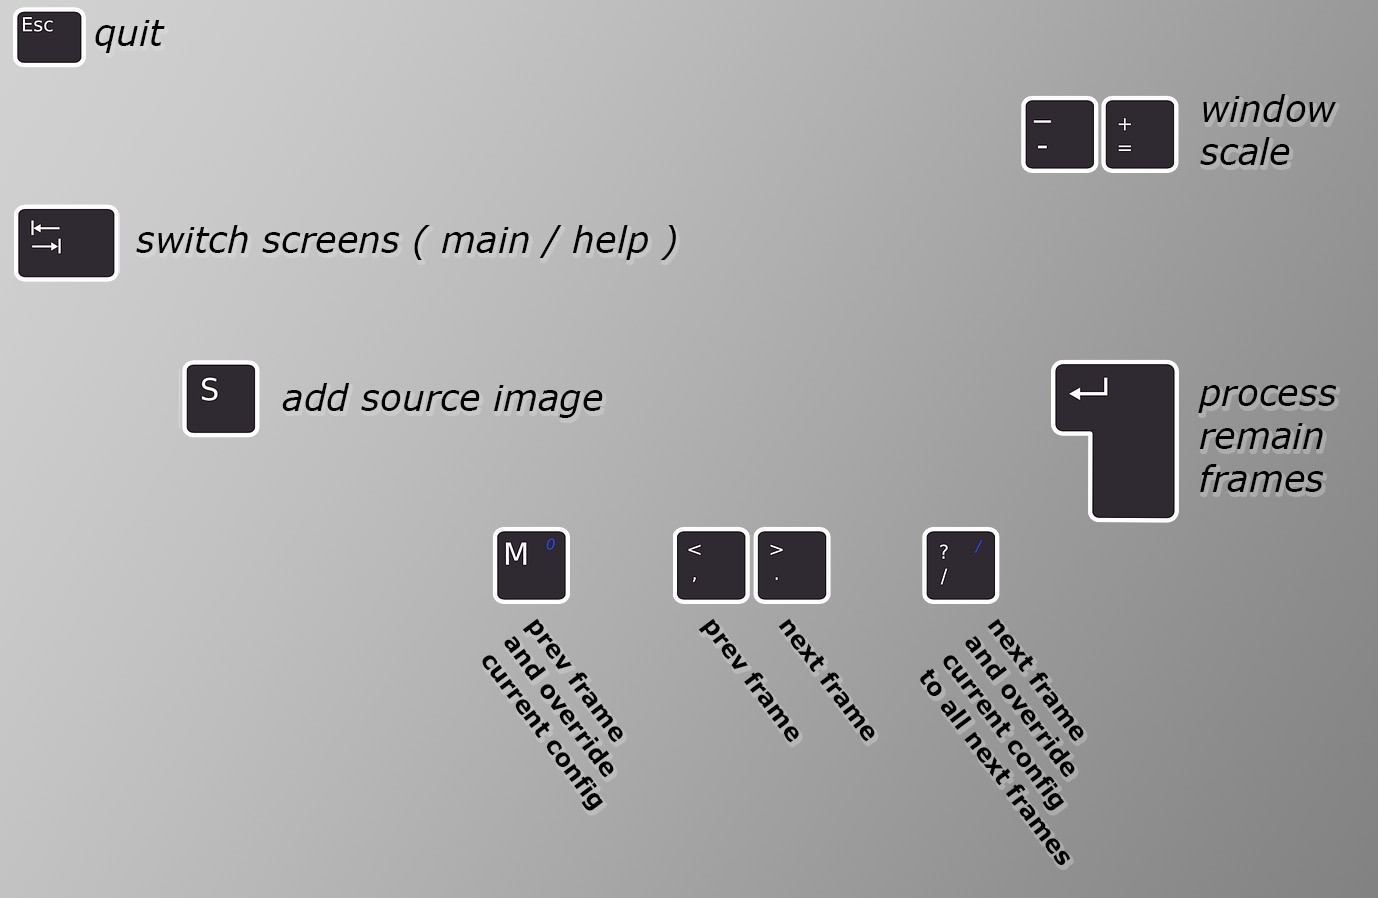 Esc
quit
—
-
+
=
window
scale
switch screens ( main / help )
S
add source image
process
remain
frames
M 0
<
,
>
.
? /
/
prev frame
and override
current config
prev frame
next frame
next frame
and override
current config
to all next frames